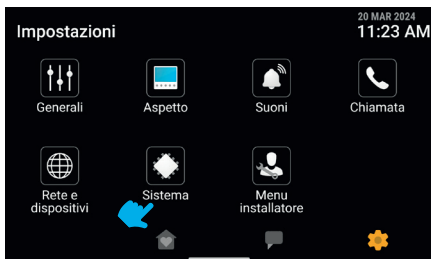 20 MAR 2024
Impostazioni
11:23 AM
Generali
Aspetto
Suoni
Chiamata
Rete e
dispositivi
Sistema
Menu
installatore